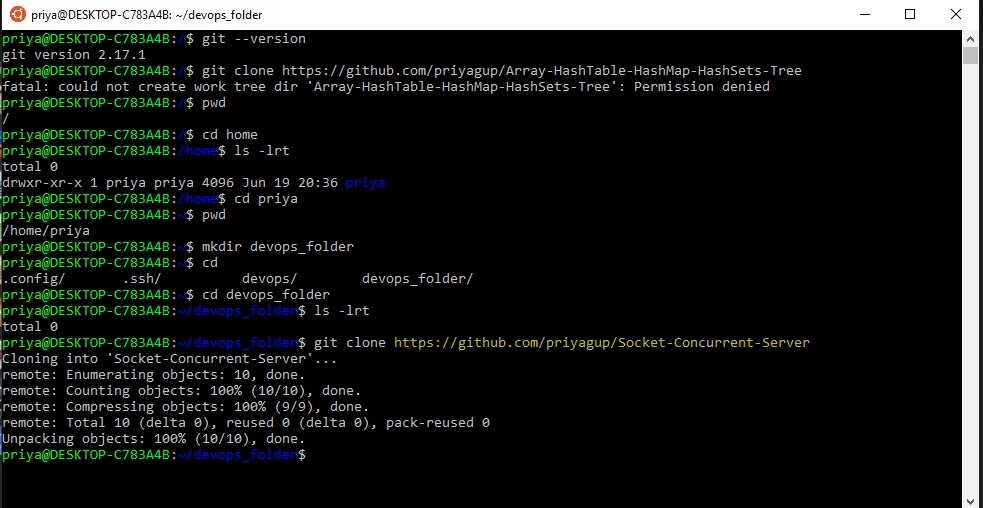 priya@DESKTOP-C783A4B: ~/devops_folder
priya@DESKTOP-C783A4B:/$ git --version
git version 2.17.1
priya@DESKTOP-C783A4B:/$ git clone https://github.com/priyagup/Array-HashTable-HashMap-HashSets-Tree
fatal: could not create work tree dir 'Array-HashTable-HashMap-HashSets-Tree': Permission denied
priya@DESKTOP-C783A4B:/$ pwd
/
priya@DESKTOP-C783A4B:/$ cd home
priya@DESKTOP-C783A4B:/home$ ls -lrt
total 0
drwxr-xr-x 1 priya priya 4096 Jun 19 20:36 priya
priya@DESKTOP-C783A4B:/home$ cd priya
priya@DESKTOP-C783A4B:~$ pwd
/home/priya
priya@DESKTOP-C783A4B:~$ mkdir devops_folder
priya@DESKTOP-C783A4B:~$ cd
.config/       .ssh/          devops/        devops_folder/
priya@DESKTOP-C783A4B:~$ cd devops_folder
priya@DESKTOP-C783A4B:~/devops_folder$ ls -lrt
total 0
priya@DESKTOP-C783A4B:~/devops_folder$ git clone https://github.com/priyagup/Socket-Concurrent-Server
Cloning into 'Socket-Concurrent-Server'...
remote: Enumerating objects: 10, done.
remote: Counting objects: 100% (10/10), done.
remote: Compressing objects: 100% (9/9), done.
remote: Total 10 (delta 0), reused 0 (delta 0), pack-reused 0
Unpacking objects: 100% (10/10), done.
priya@DESKTOP-C783A4B:~/devops_folder$